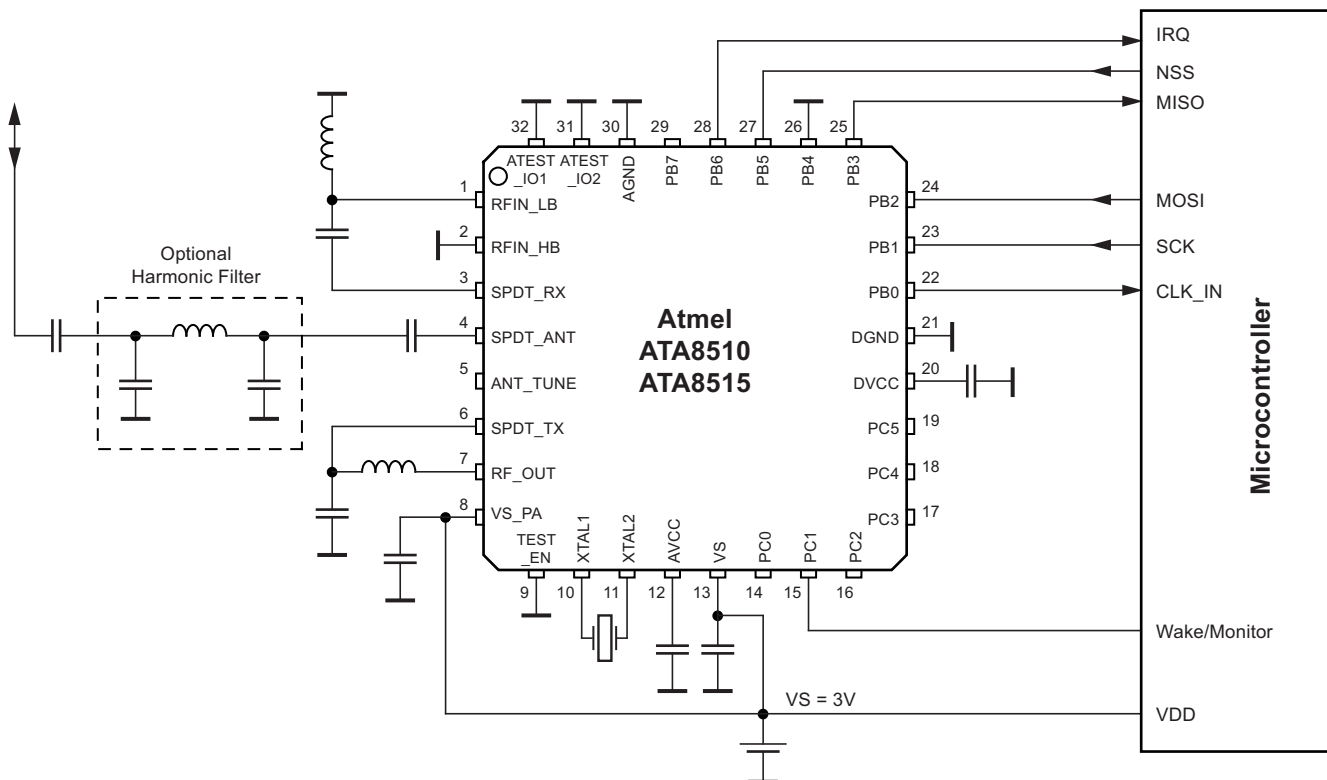 IRQ
NSS
MISO
32
31
30
29
28
27
26
25
ATEST
_IO1
ATEST
_IO2
AGND
PB7
PB6
PB5
PB4
PB3
1
RFIN_LB
2
RFIN_HB
3
SPDT_RX
4
SPDT_ANT
5
ANT_TUNE
6
SPDT_TX
7
RF_OUT
8
VS_PA
Optional
Harmonic Filter
Atmel
ATA8510
ATA8515
PB2
24
MOSI
PB1
23
SCK
PB0
22
CLK_IN
DGND
21
DVCC
20
PC5
19
PC4
18
PC3
17
Microcontroller
TEST
_EN
XTAL1
XTAL2
AVCC
VS
PC0
PC1
PC2
9
10
11
12
13
14
15
16
Wake/Monitor
VS = 3V
VDD